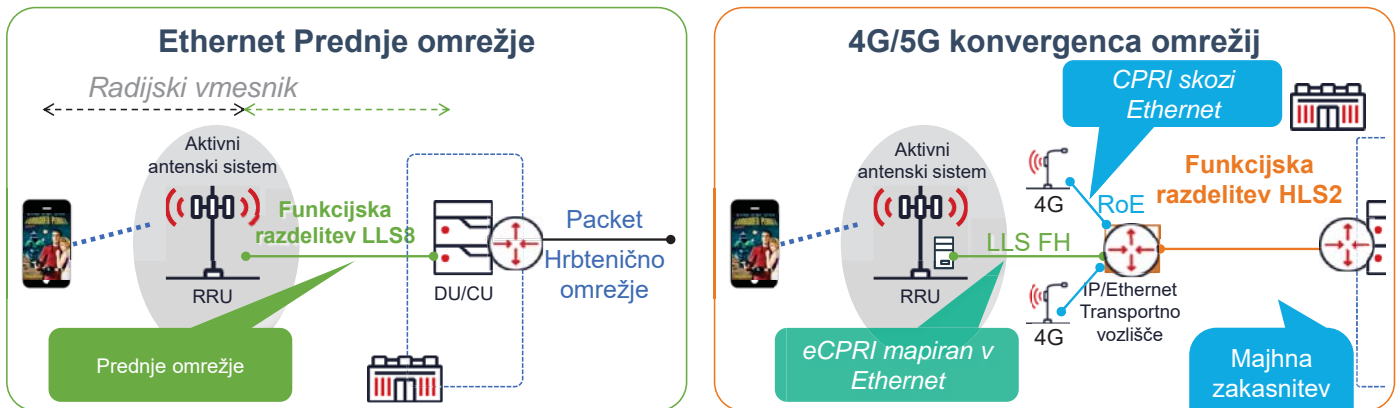 Ethernet Prednje omrežje
Radijski vmesnik
Aktivni
antenski sistem
Funkcijska
razdelitev LLS8
Packet
Hrbtenično
omrežje
RRU
DU/CU
Prednje omrežje
4G/5G konvergenca omrežij
CPRI skozi
Ethernet
Aktivni
antenski sistem
4G
RoE
Funkcijska
razdelitev HLS2
LLS FH
RRU
4G
IP/Ethernet
Transportno
vozlišče
eCPRI mapiran v
Ethernet
Majhna
zakasnitev